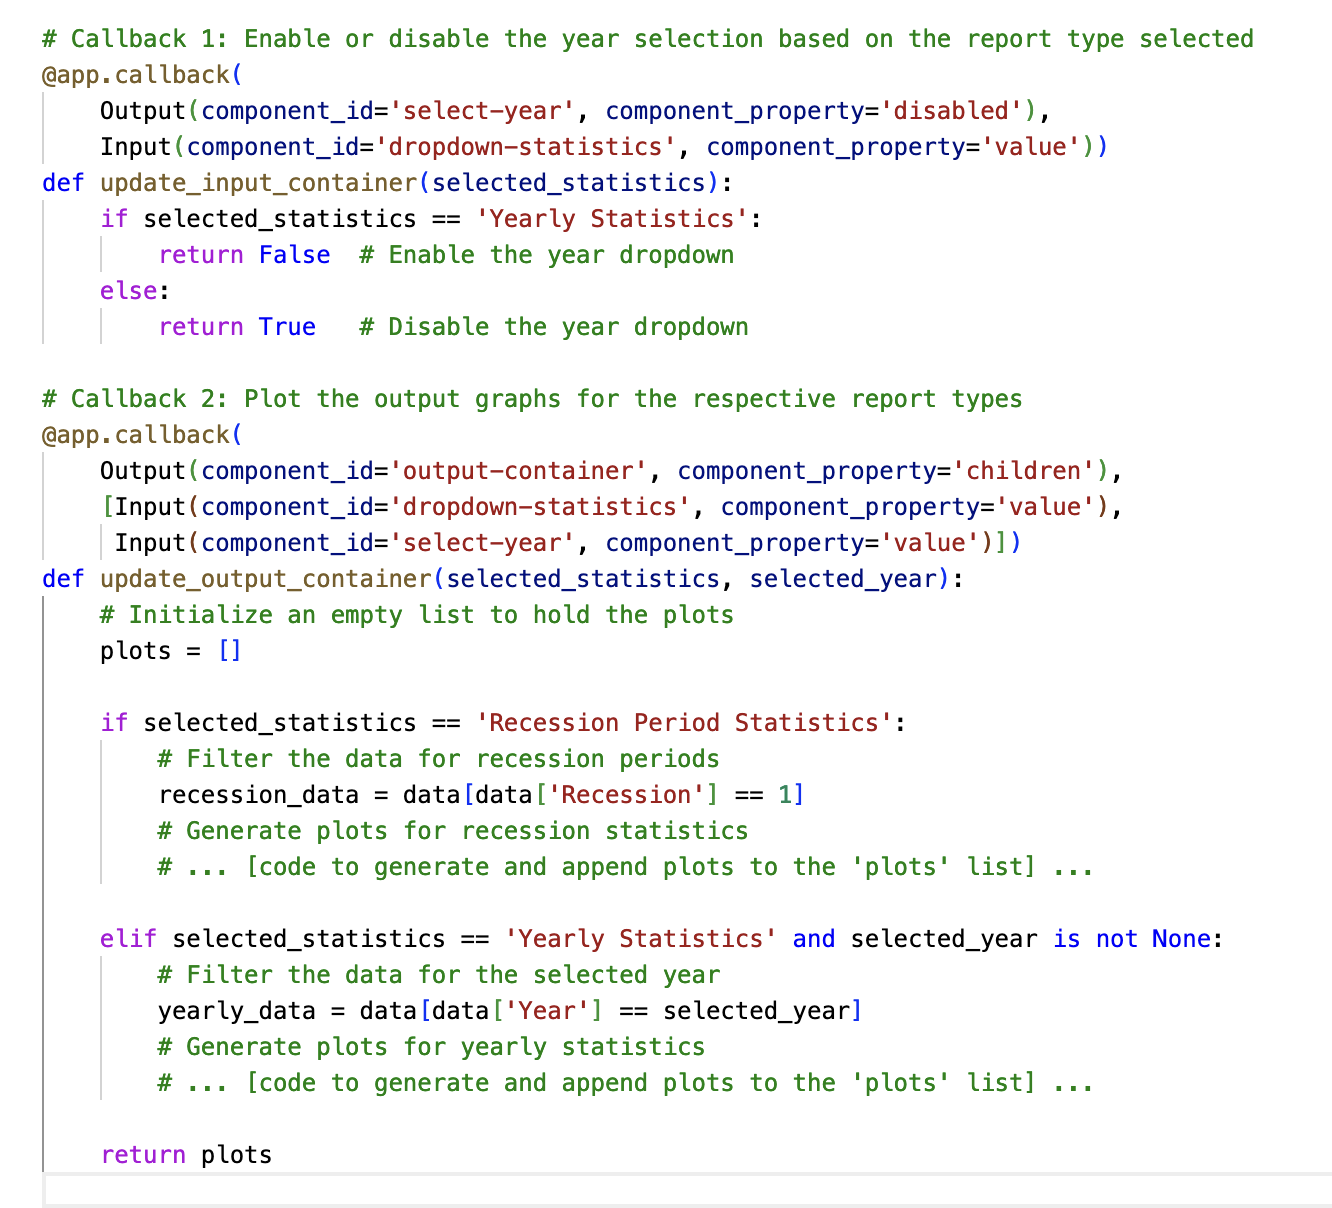 # Callback 1: Enable or disable the year selection based on the report type selected
@app.callback(
    Output(component_id='select-year', component_property='disabled'),
    Input(component_id='dropdown-statistics', component_property='value'))
def update_input_container(selected_statistics):
    if selected_statistics == 'Yearly Statistics':
        return False  # Enable the year dropdown
    else:
        return True   # Disable the year dropdown

# Callback 2: Plot the output graphs for the respective report types
@app.callback(
    Output(component_id='output-container', component_property='children'),
    [Input(component_id='dropdown-statistics', component_property='value'),
     Input(component_id='select-year', component_property='value')])
def update_output_container(selected_statistics, selected_year):
    # Initialize an empty list to hold the plots
    plots = []

    if selected_statistics == 'Recession Period Statistics':
        # Filter the data for recession periods
        recession_data = data[data['Recession'] == 1]
        # Generate plots for recession statistics
        # ... [code to generate and append plots to the 'plots' list] ...

    elif selected_statistics == 'Yearly Statistics' and selected_year is not None:
        # Filter the data for the selected year
        yearly_data = data[data['Year'] == selected_year]
        # Generate plots for yearly statistics
        # ... [code to generate and append plots to the 'plots' list] ...

    return plots